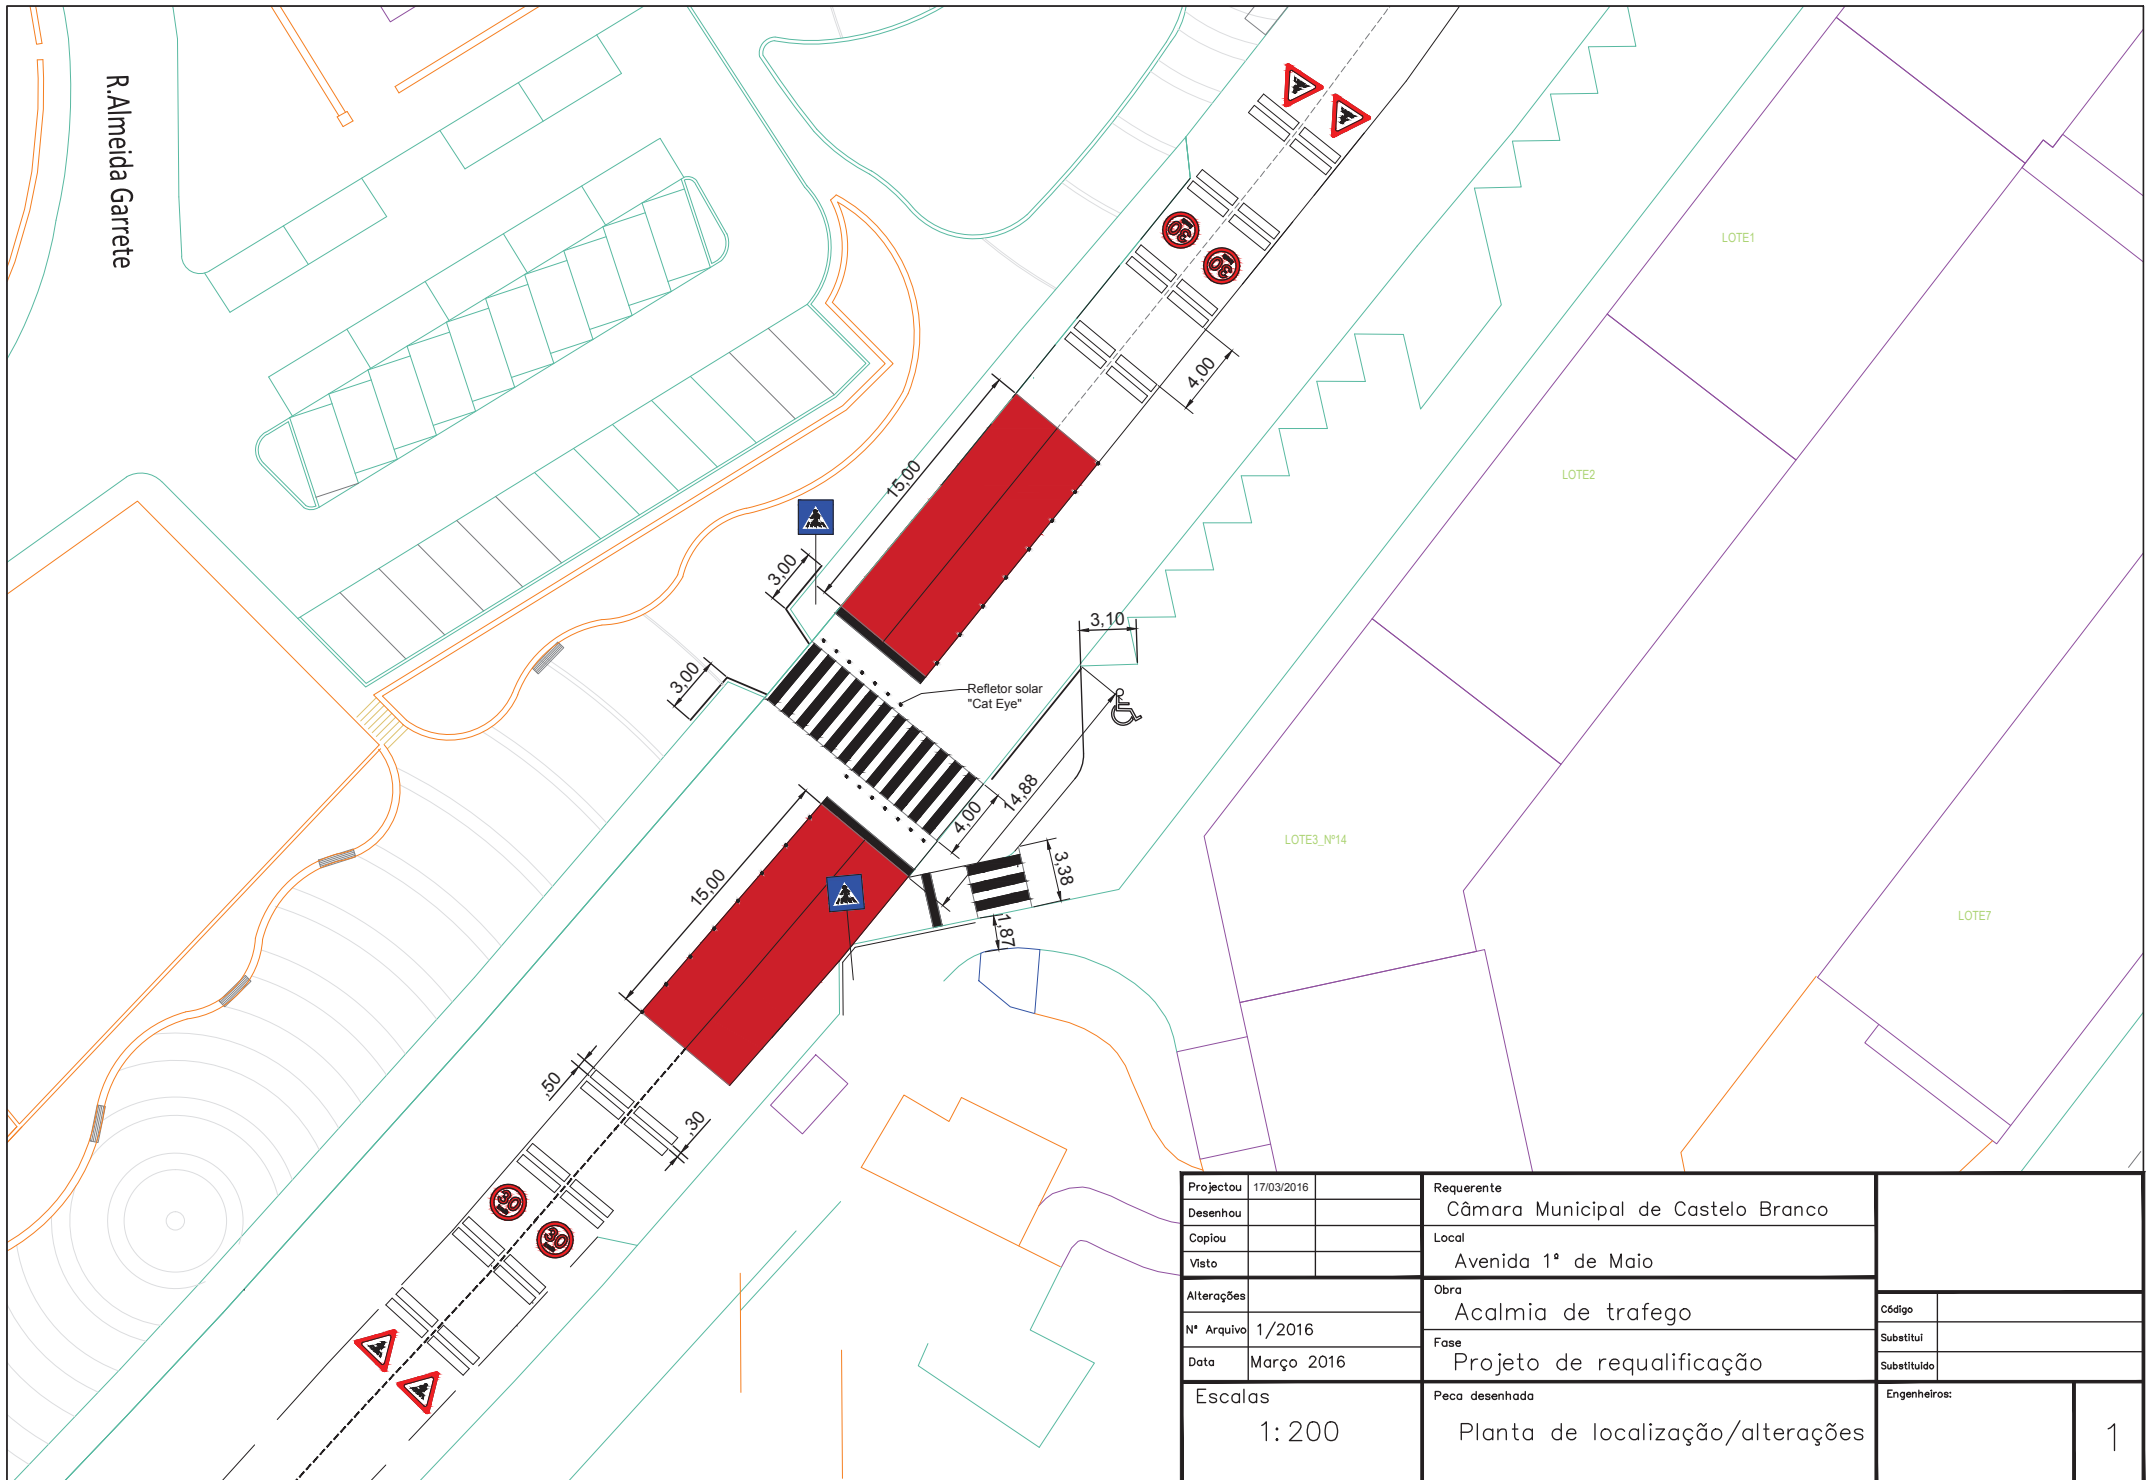 R.Almeida Garrete
LOTE1
LOTE2
LOTE3_Nº14
LOTE7
30
30
4,00
15,00
3,00
3,00
3,10
Refletor solar
"Cat Eye"
14,88
4,00
3,38
1,87
15,00
,50
,30
30
30
Projectou 17/03/2016
Desenhou
Copiou
Visto
Alterações
Nº Arquivo 1/2016
Data Março 2016
Escalas
1:200
Requerente
Câmara Municipal de Castelo Branco
Local
Avenida 1º de Maio
Obra
Acalmia de trafego
Fase
Projeto de requalificação
Peca desenhada
Planta de localização/alterações
Código
Substitui
Substituido
Engenheiros:
1